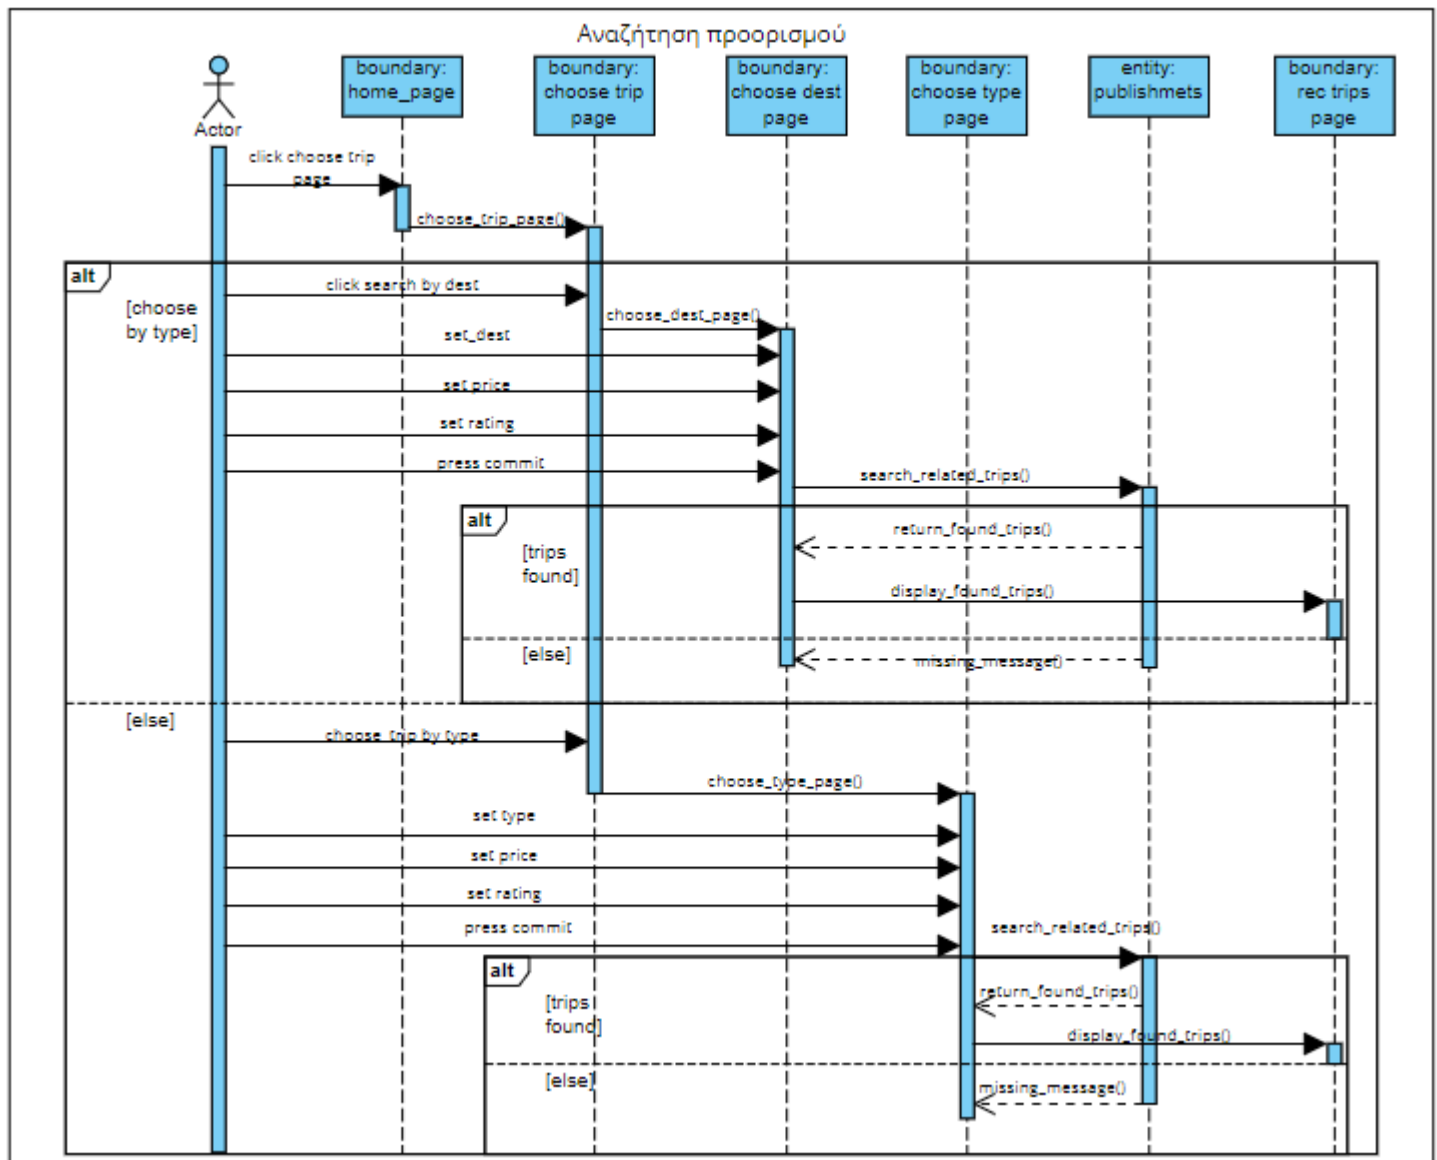 Αναζήτηση προορισμού
Actor
boundary:
home_page
boundary:
choose trip
page
boundary:
choose dest
page
boundary:
choose type
page
entity:
publishmets
boundary:
rec trips
page
click choose trip
page
choose_trip_page()
alt
[choose
by type]
click search by dest
choose_dest_page()
set_dest
set price
set rating
press commit
search_related_trips()
alt
[trips
found]
return_found_trips()
display_found_trips()
[else]
missing_message()
[else]
choose trip by type
choose_type_page()
set type
set price
set rating
press commit
search_related_trips()
alt
[trips
found]
return_found_trips()
display_found_trips()
[else]
missing_message()